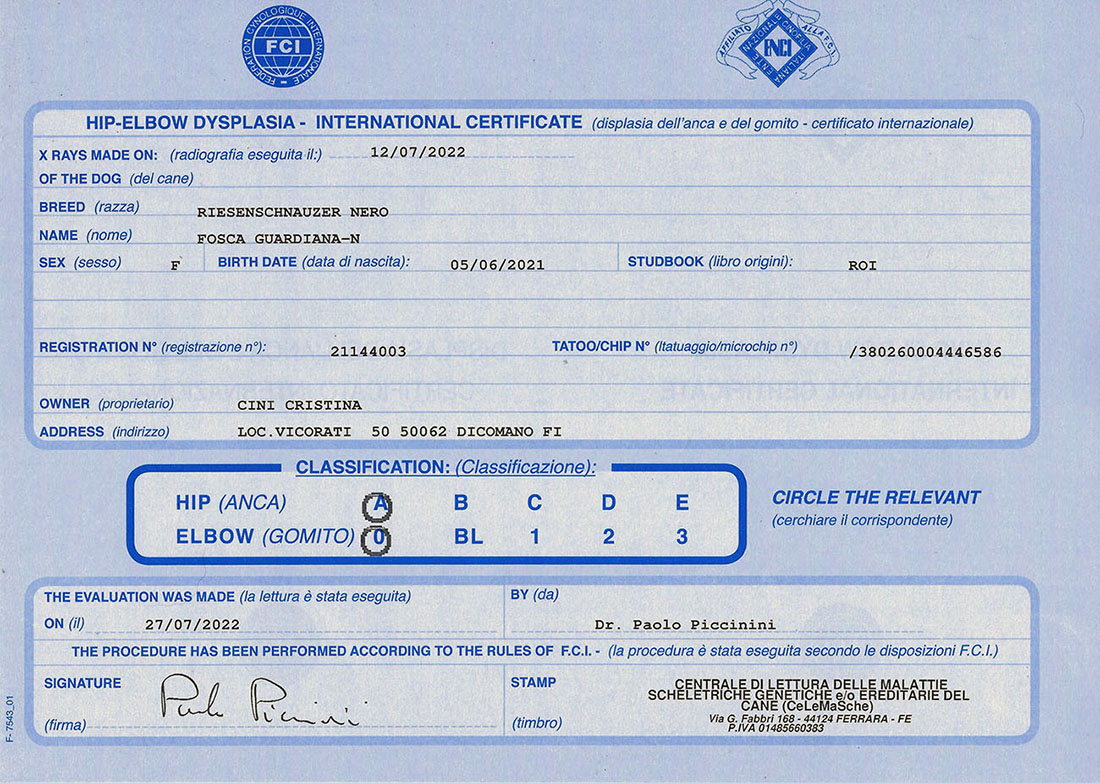 FEDERATION CYNOLOGIQUE INTERNATIONALE
FCI
AFFILIATO ALLA F.C.I.
ENTE NAZIONALE CINOFILIA ITALIANA
ENCI
HIP-ELBOW DYSPLASIA - INTERNATIONAL CERTIFICATE (displasia dell'anca e del gomito - certificato internazionale)
X RAYS MADE ON: (radiografia eseguita il:) 12/07/2022
OF THE DOG (del cane)
BREED (razza) RIESENSCHNAUZER NERO
NAME (nome) FOSCA GUARDIANA-N
SEX (sesso) F BIRTH DATE (data di nascita): 05/06/2021 STUDBOOK (libro origini): ROI
REGISTRATION N° (registrazione n°): 21144003 TATOO/CHIP N° (ltatuaggio/microchip n°) /380260004446586
OWNER (proprietario) CINI CRISTINA
ADDRESS (indirizzo) LOC.VICORATI 50 50062 DICOMANO FI
CLASSIFICATION: (Classificazione):
HIP (ANCA) A B C D E
ELBOW (GOMITO) 0 BL 1 2 3
CIRCLE THE RELEVANT
(cerchiare il corrispondente)
THE EVALUATION WAS MADE (la lettura è stata eseguita) BY (da)
ON (il) 27/07/2022 Dr. Paolo Piccinini
THE PROCEDURE HAS BEEN PERFORMED ACCORDING TO THE RULES OF F.C.I. - (la procedura è stata eseguita secondo le disposizioni F.C.I.)
SIGNATURE
(firma)
STAMP
(timbro)
CENTRALE DI LETTURA DELLE MALATTIE
SCHELETRICHE GENETICHE e/o EREDITARIE DEL
CANE (CeLeMaSche)
Via G. Fabbri 168 - 44124 FERRARA - FE
P.IVA 01485660383
F- 7543_01